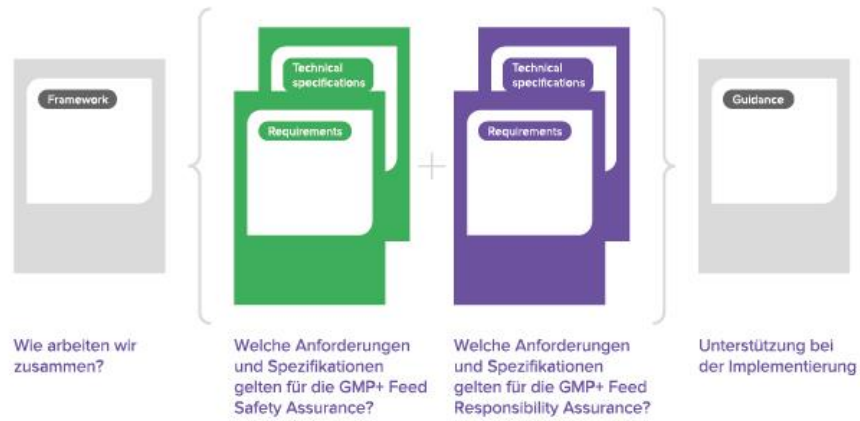 Framework
Technical
specifications
Requirements
+
Technical
specifications
Requirements
Guidance
Wie arbeiten wir
zusammen?
Welche Anforderungen
und Spezifikationen
gelten für die GMP+ Feed
Safety Assurance?
Welche Anforderungen
und Spezifikationen
gelten für die GMP+ Feed
Responsibility Assurance?
Unterstützung bei
der Implementierung